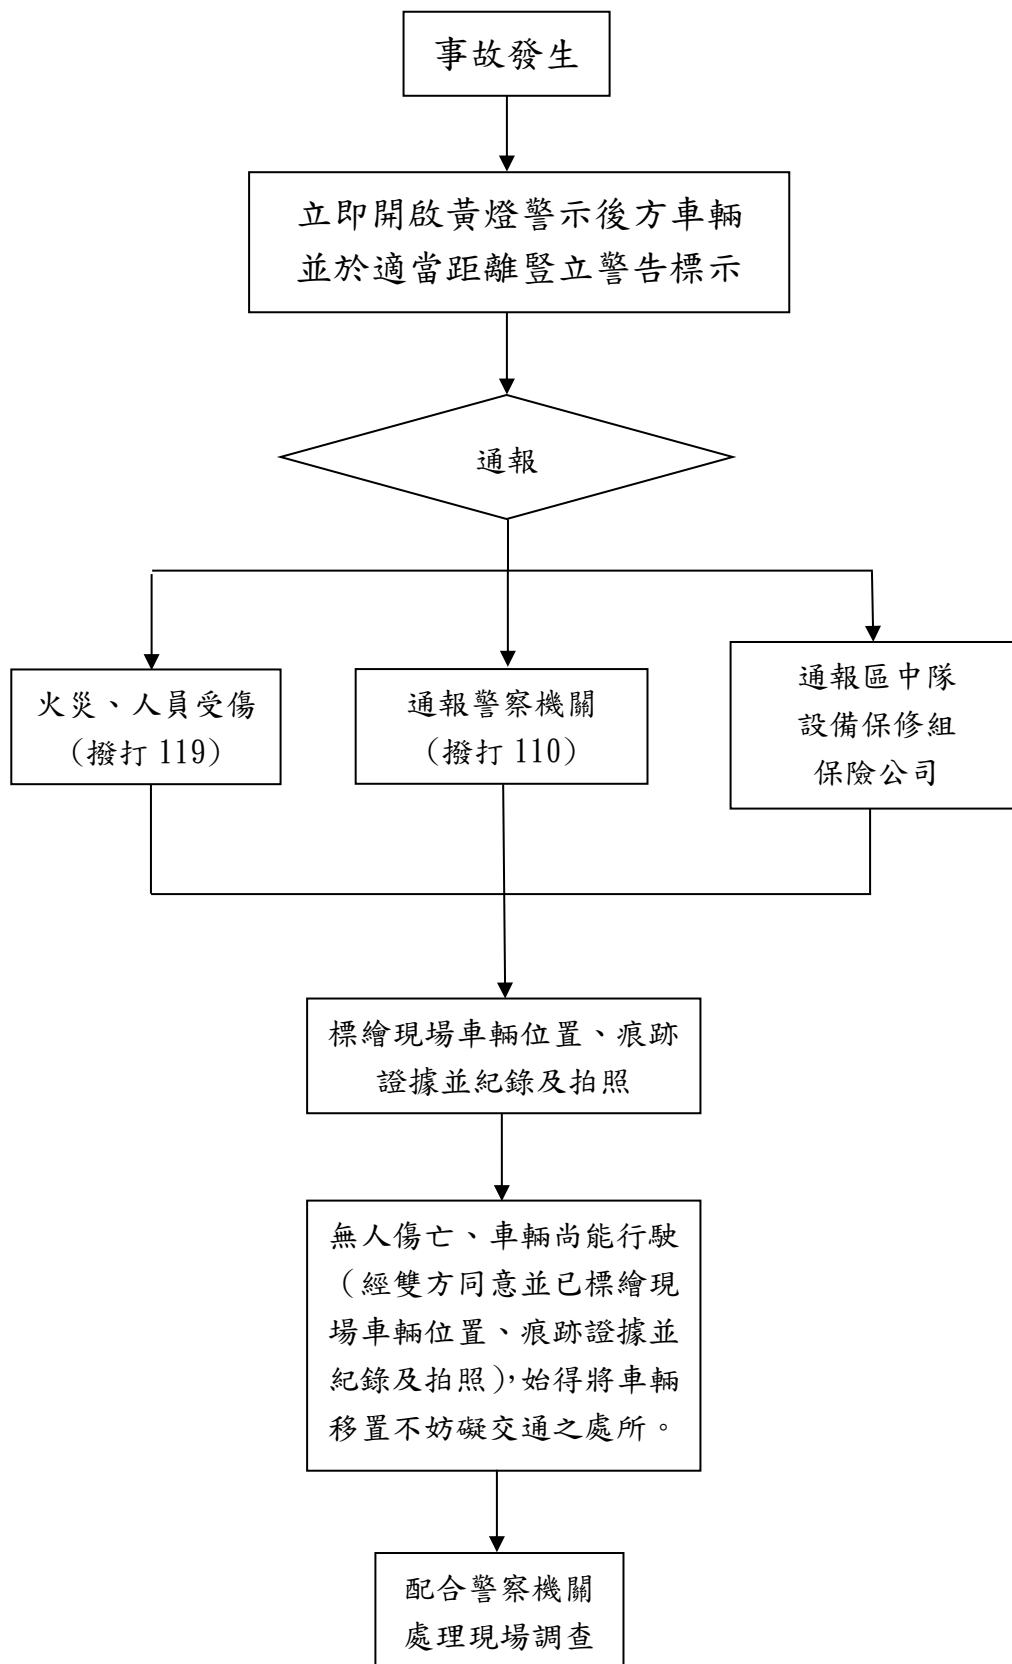 事故發生
立即開啟黃燈警示後方車輛
並於適當距離豎立警告標示
通報
火災、人員受傷
（撥打 119）
通報警察機關
（撥打 110）
通報區中隊
設備保修組
保險公司
標繪現場車輛位置、痕跡
證據並紀錄及拍照
無人傷亡、車輛尚能行駛
（經雙方同意並已標繪現
場車輛位置、痕跡證據並
紀錄及拍照），始得將車輛
移置不妨礙交通之處所。
配合警察機關
處理現場調查